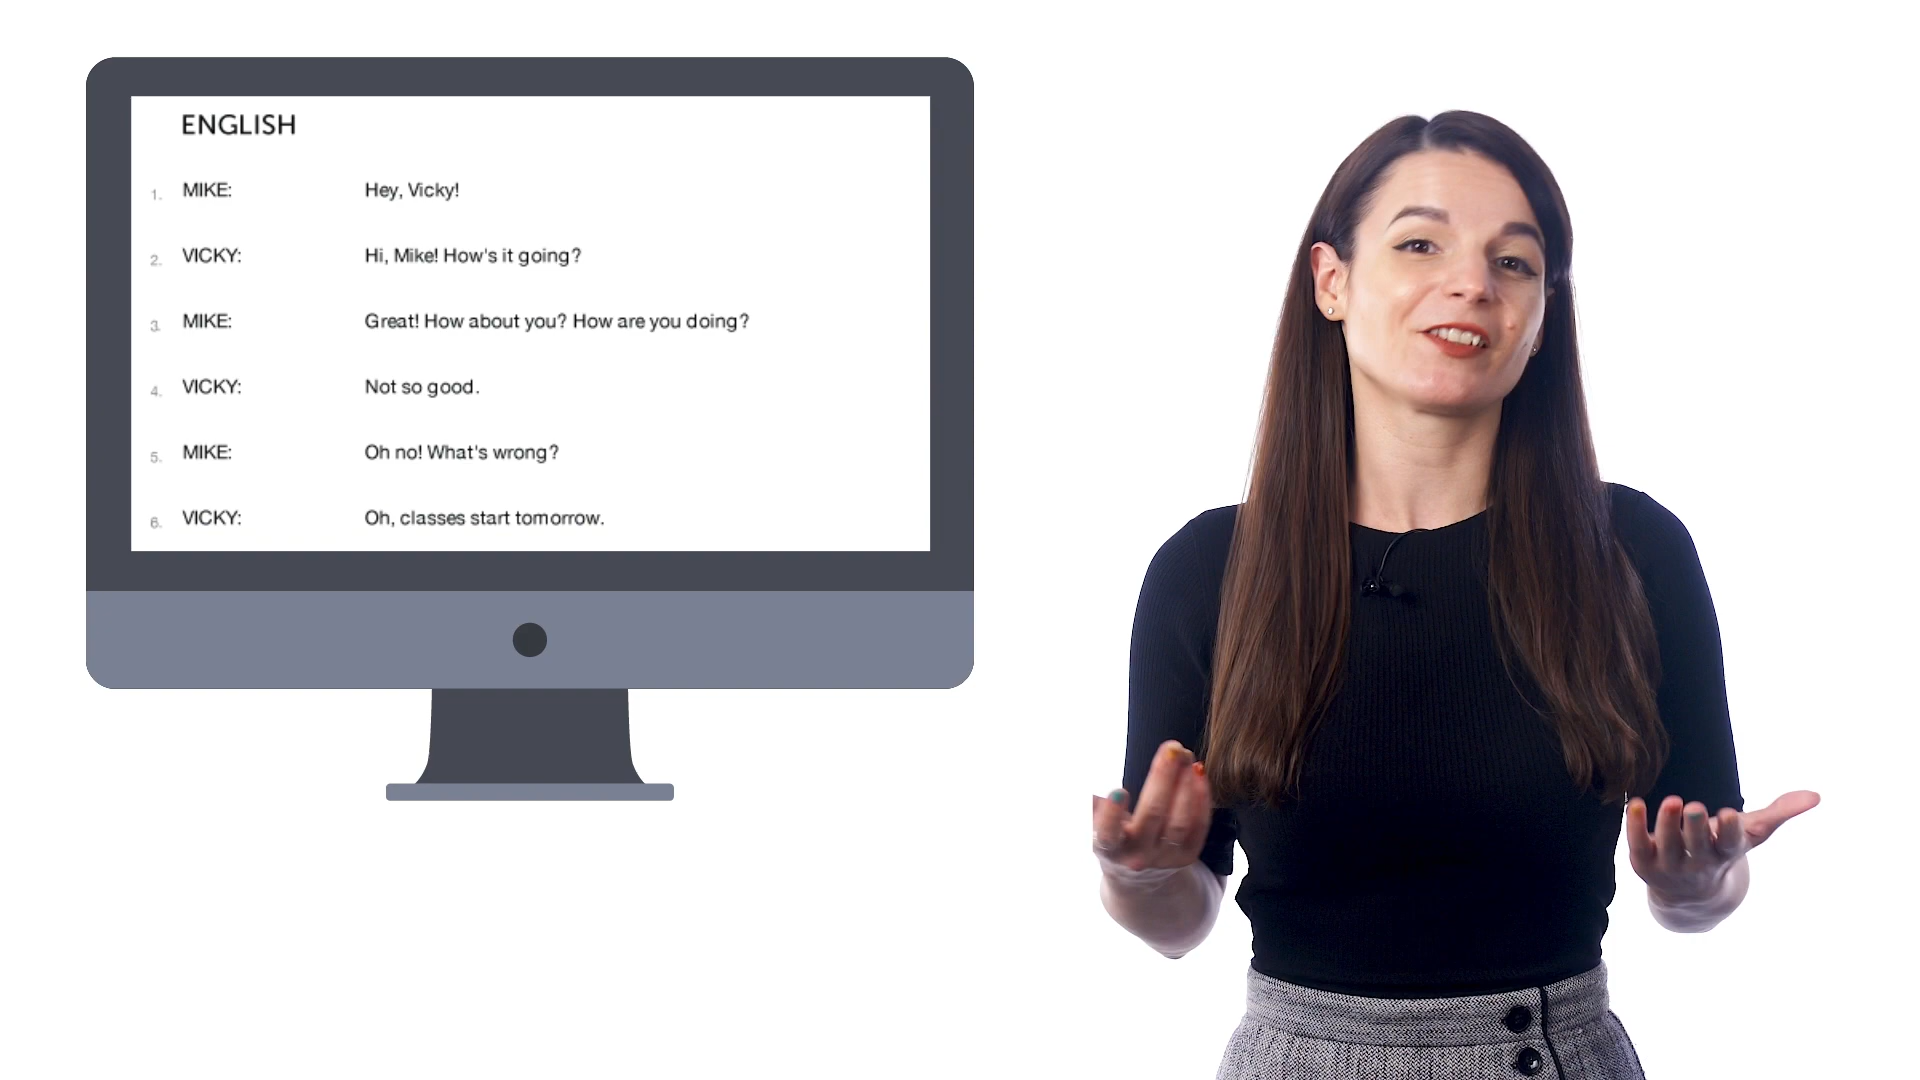 ENGLISH
1. MIKE: Hey, Vicky!
2. VICKY: Hi, Mike! How's it going?
3. MIKE: Great! How about you? How are you doing?
4. VICKY: Not so good.
5. MIKE: Oh no! What's wrong?
6. VICKY: Oh, classes start tomorrow.